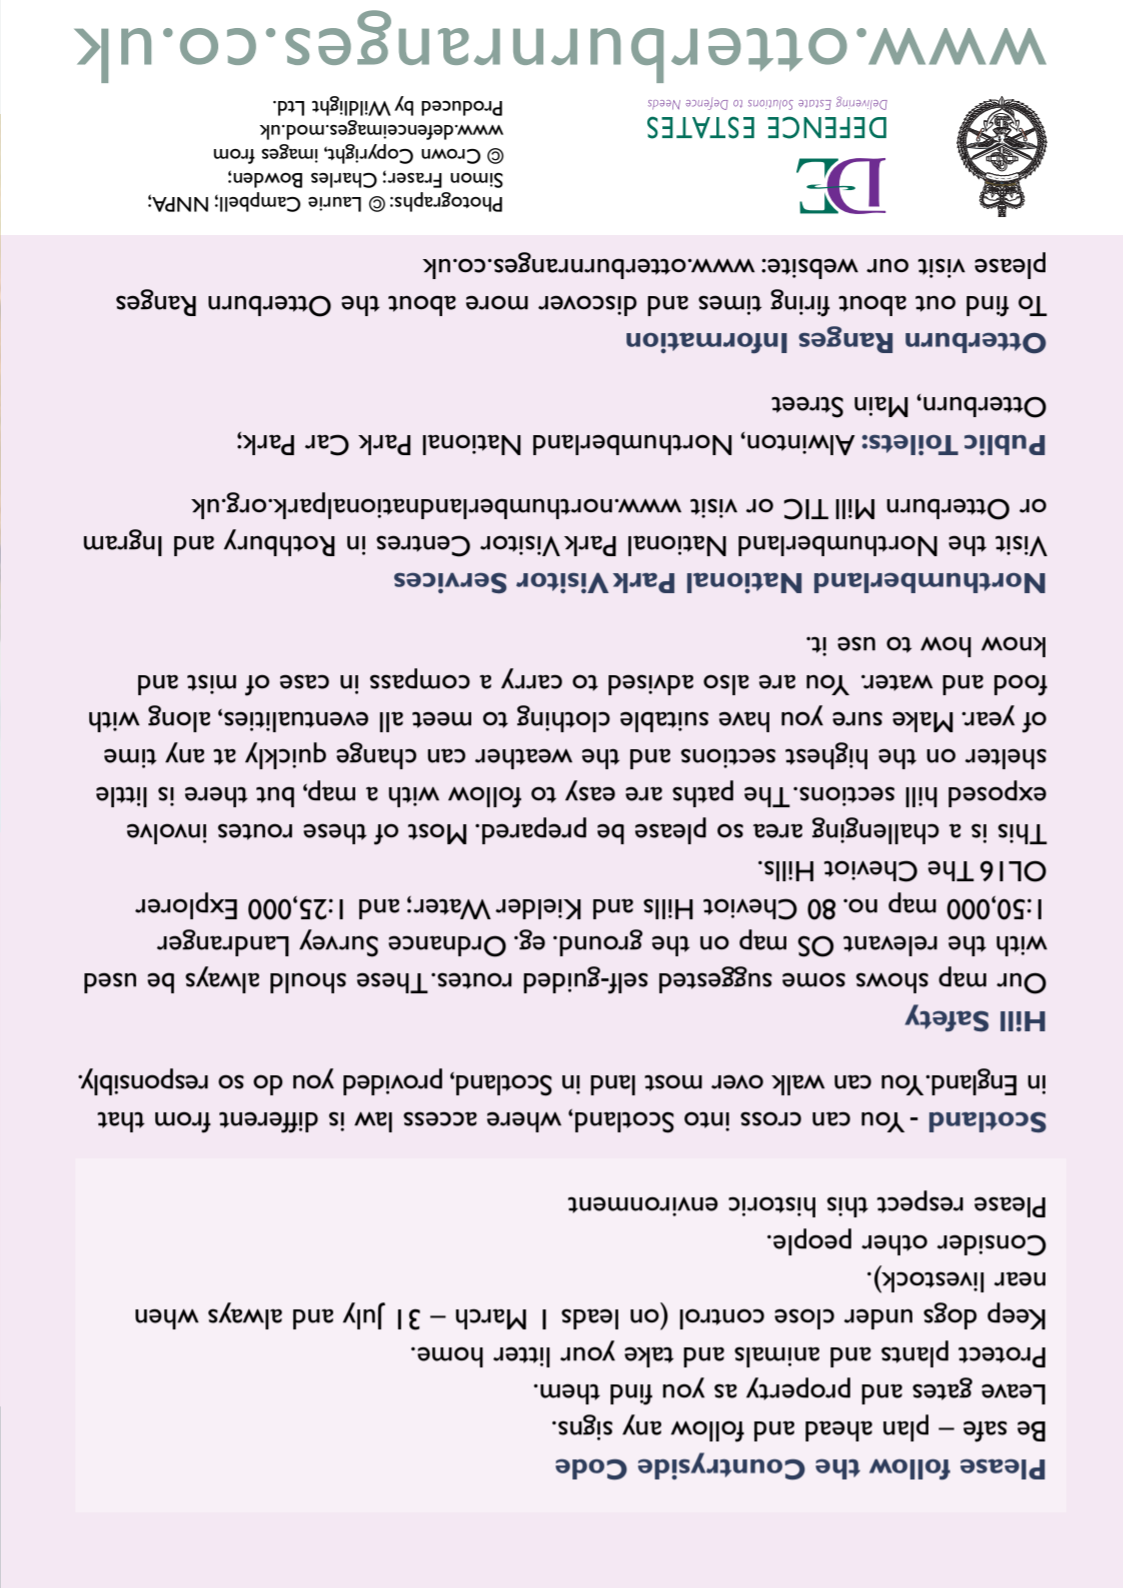 Please follow the Countryside Code
Be safe – plan ahead and follow any signs.
Leave gates and property as you find them.
Protect plants and animals and take your litter home.
Keep dogs under close control (on leads 1 March – 31 July and always when
near livestock).
Consider other people.
Please respect this historic environment
Scotland - You can cross into Scotland, where access law is different from that
in England. You can walk over most land in Scotland, provided you do so responsibly.
Hill Safety
Our map shows some suggested self-guided routes. These should always be used
with the relevant OS map on the ground. eg. Ordnance Survey Landranger
1:50,000 map no. 80 Cheviot Hills and Kielder Water; and 1:25,000 Explorer
OL16 The Cheviot Hills.
This is a challenging area so please be prepared. Most of these routes involve
exposed hill sections. The paths are easy to follow with a map, but there is little
shelter on the highest sections and the weather can change quickly at any time
of year. Make sure you have suitable clothing to meet all eventualities, along with
food and water. You are also advised to carry a compass in case of mist and
know how to use it.
Northumberland National Park Visitor Services
Visit the Northumberland National Park Visitor Centres in Rothbury and Ingram
or Otterburn Mill TIC or visit www.northumberlandnationalpark.org.uk
Public Toilets: Alwinton, Northumberland National Park Car Park;
Otterburn, Main Street
Otterburn Ranges Information
To find out about firing times and discover more about the Otterburn Ranges
please visit our website: www.otterburnranges.co.uk
DE
DEFENCE ESTATES
Delivering Estate Solutions to Defence Needs
Photographs: © Laurie Campbell; NNPA;
Simon Fraser; Charles Bowden;
© Crown Copyright, images from
www.defenceimages.mod.uk
Produced by Wildlight Ltd.
www.otterburnranges.co.uk